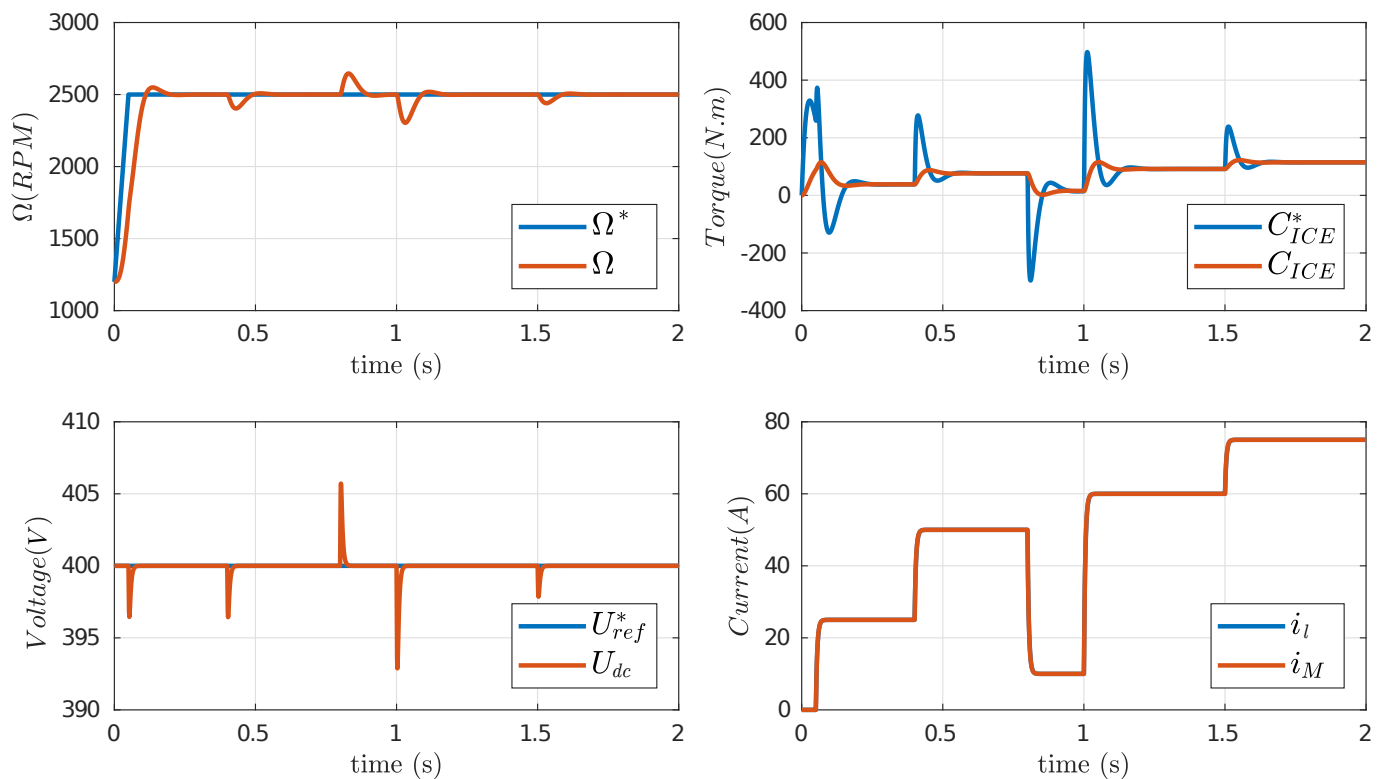 3000
2500
2000
1500
1000
Ω(RPM)
0 0.5 1 1.5 2
time (s)
Ω*
Ω
600
400
200
0
-200
-400
Torque(N.m)
0 0.5 1 1.5 2
time (s)
C*ICE
CICE
410
405
400
395
390
Voltage(V)
0 0.5 1 1.5 2
time (s)
U*ref
Udc
80
60
40
20
0
Current(A)
0 0.5 1 1.5 2
time (s)
il
iM